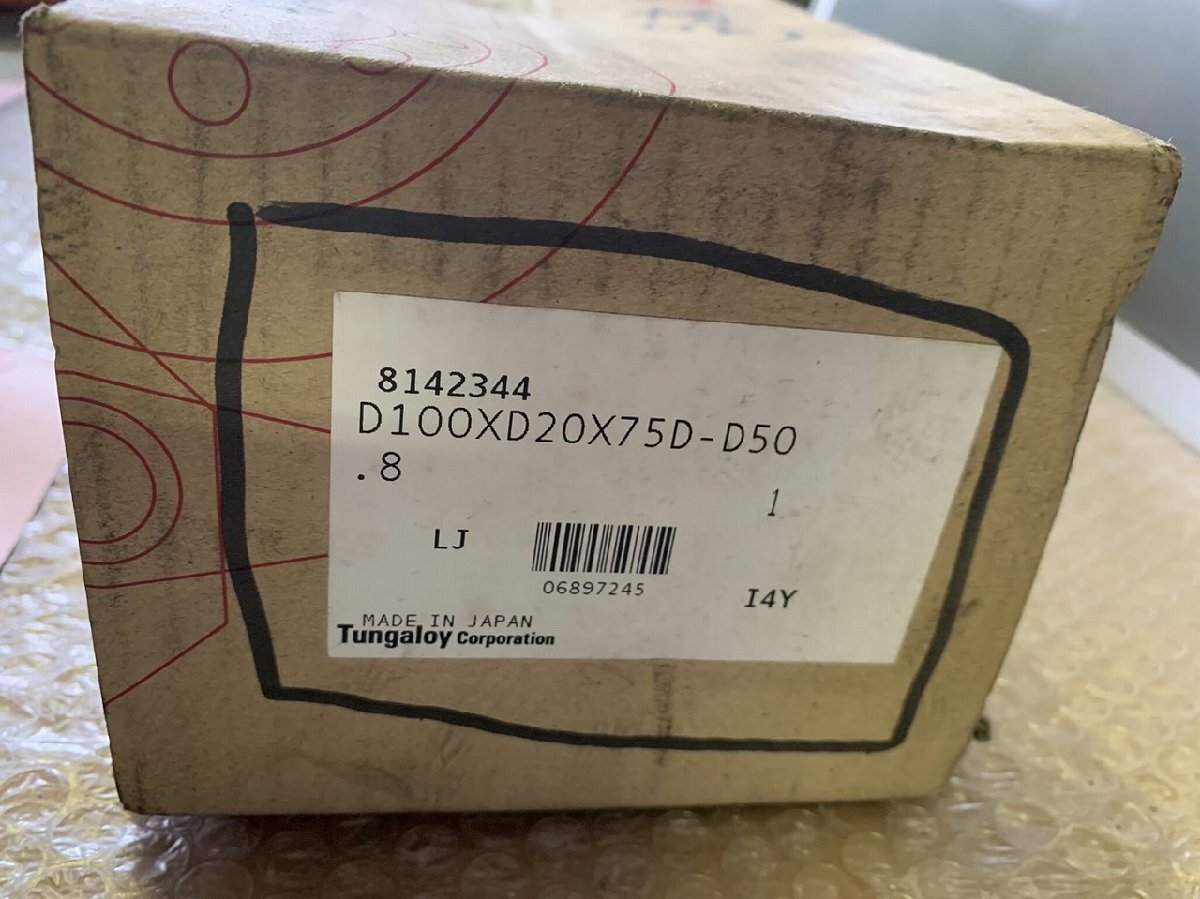 8142344
D100XD20X75D-D50
.8
1
LJ
06897245
I4Y
MADE IN JAPAN
Tungaloy Corporation